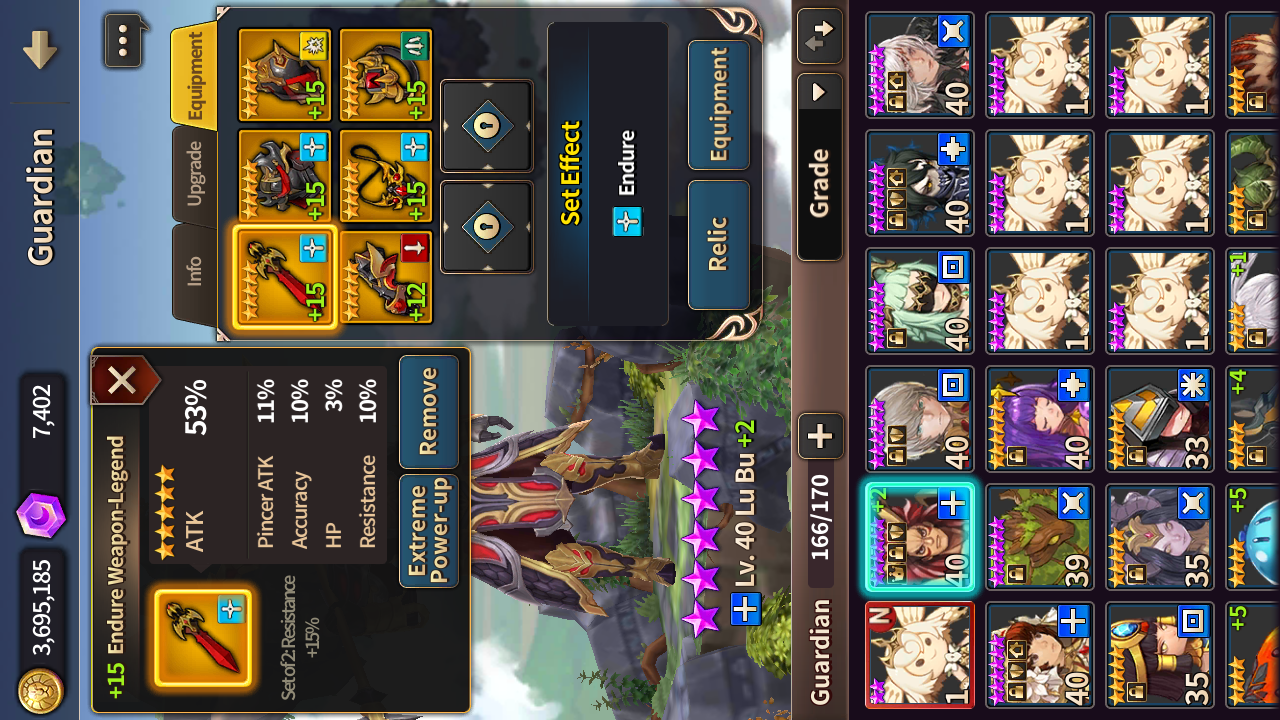 3,695,185
7,402
Guardian
+15 Endure Weapon-Legend
ATK 53%
Pincer ATK 11%
Accuracy 10%
HP 3%
Resistance 10%
Set of 2: Resistance
+15%
Extreme
Power-up
Remove
Info
Upgrade
Equipment
+15
+15
+15
+12
+15
+15
Set Effect
Endure
Relic
Equipment
Lv. 40 Lu Bu +2
Guardian
166/170
Grade
N
1
+2
40
40
40
40
40
40
39
40
1
1
1
35
35
33
1
1
1
+5
+5
+4
+1